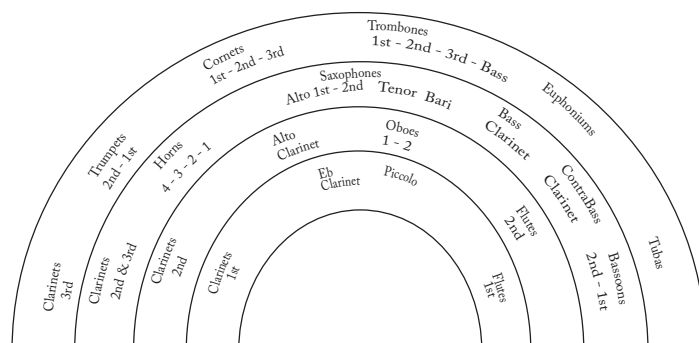 Trombones
1st - 2nd - 3rd - Bass
Cornets
1st - 2nd - 3rd
Euphoniums
Trumpets
2nd - 1st
Clarinets
3rd
Tubas
Saxophones
Alto 1st - 2nd Tenor Bari
Horns
4 - 3 - 2 - 1
Bass
Clarinet
ContraBass
Clarinet
Clarinets
2nd & 3rd
Bassoons
2nd - 1st
Alto
Clarinet
Oboes
1 - 2
Flutes
2nd
Clarinets
2nd
Eb
Clarinet
Piccolo
Clarinets
1st
Flutes
1st